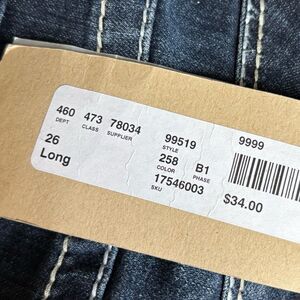 460 473 78034
DEPT CLASS SUPPLIER
26
Long
99519
STYLE
258 B1
COLOR PHASE
17546003
SKU
9999
$34.00